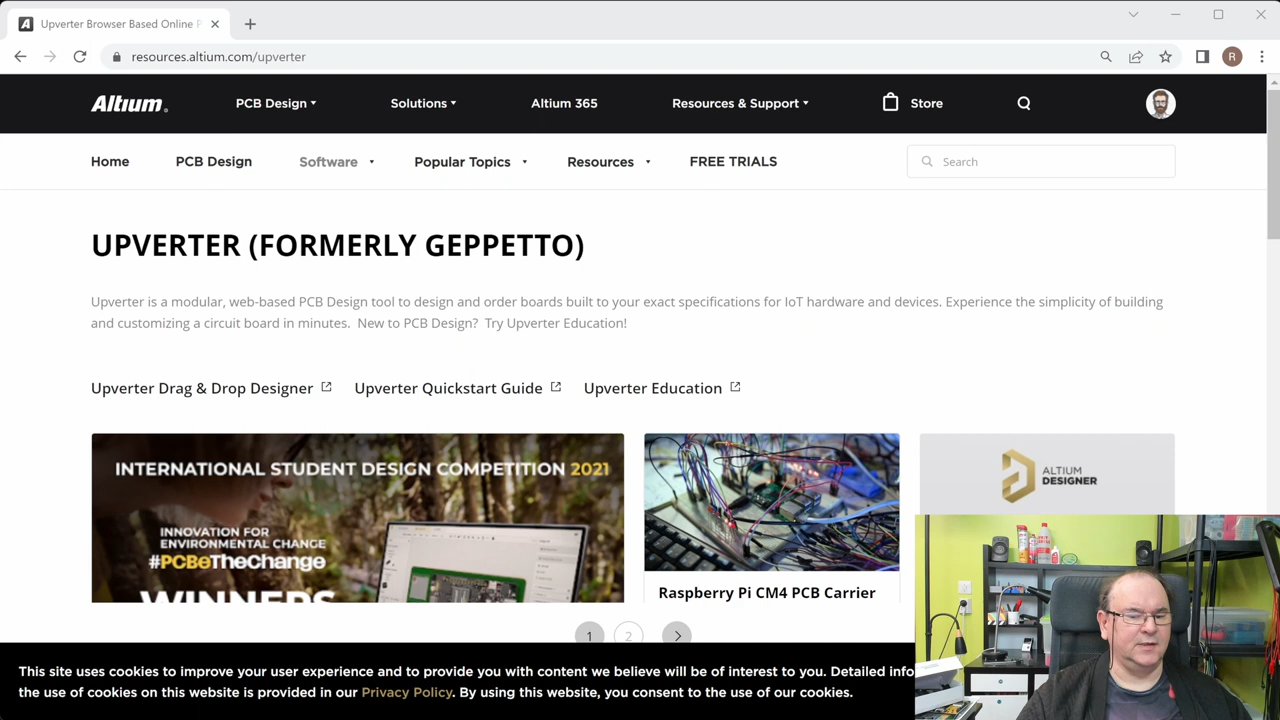 Upverter Browser Based Online P
resources.altium.com/upverter
R
Altium
PCB Design
Solutions
Altium 365
Resources & Support
Store
Home
PCB Design
Software
Popular Topics
Resources
FREE TRIALS
Search
UPVERTER (FORMERLY GEPPETTO)
Upverter is a modular, web-based PCB Design tool to design and order boards built to your exact specifications for IoT hardware and devices. Experience the simplicity of building
and customizing a circuit board in minutes. New to PCB Design? Try Upverter Education!
Upverter Drag & Drop Designer
Upverter Quickstart Guide
Upverter Education
INTERNATIONAL STUDENT DESIGN COMPETITION 2021
INNOVATION FOR
ENVIRONMENTAL CHANGE
#PCBeTheChange
WINNERS
ALTIUM
DESIGNER
Raspberry Pi CM4 PCB Carrier
1
2
This site uses cookies to improve your user experience and to provide you with content we believe will be of interest to you. Detailed info
the use of cookies on this website is provided in our Privacy Policy. By using this website, you consent to the use of our cookies.